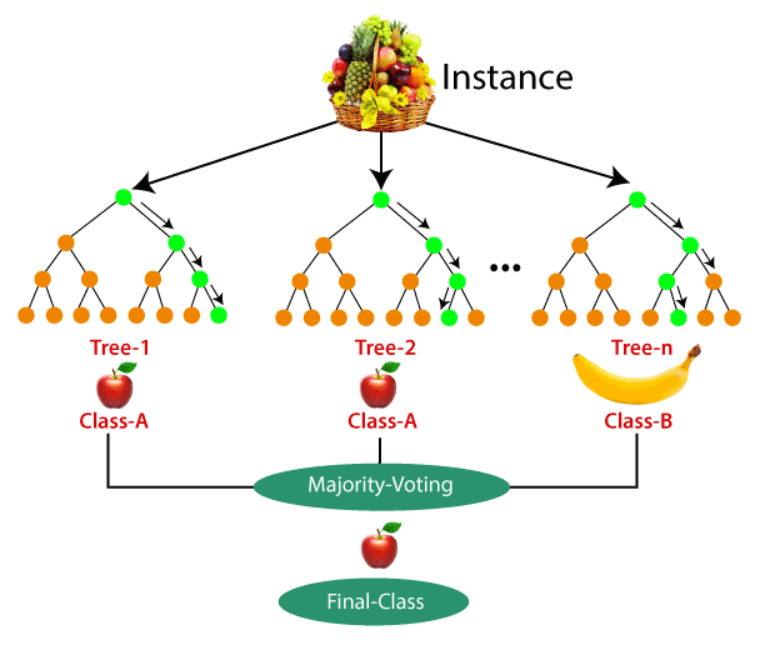 Instance
•••
Tree-1
Tree-2
Tree-n
Class-A
Class-A
Class-B
Majority-Voting
Final-Class